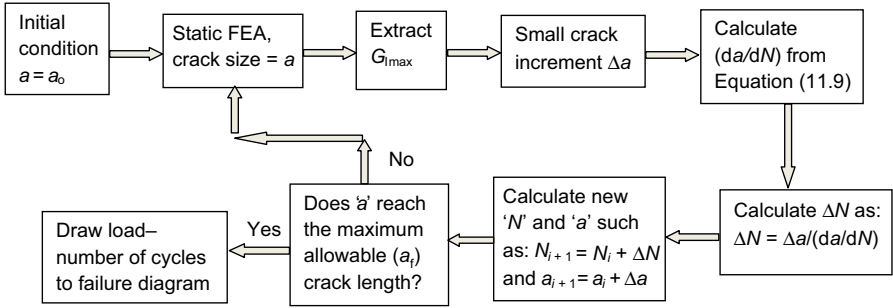 Initial
condition
a = aₒ
Static FEA,
crack size = a
Extract
G_Imax
Small crack
increment Δa
Calculate
(da/dN) from
Equation (11.9)
Calculate ΔN as:
ΔN = Δa/(da/dN)
Calculate new
'N' and 'a' such
as: N_{i+1} = N_i + ΔN
and a_{i+1} = a_i + Δa
Does 'a' reach
the maximum
allowable (a_f)
crack length?
No
Yes
Draw load–
number of cycles
to failure diagram